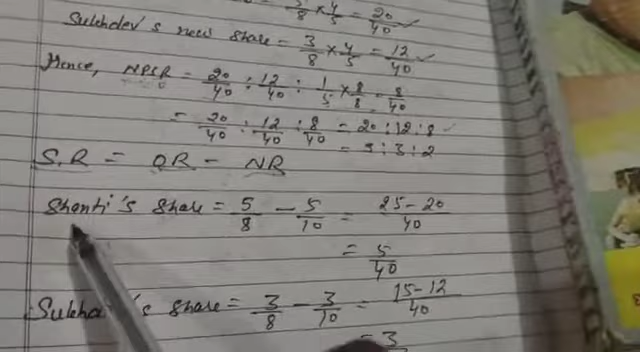 5/8 × 4/5 = 20/40
Sukhdev's new share = 3/8 × 4/5 = 12/40 ✓
Hence, NPSR = 20/40 : 12/40 : 1/5 × 8/8 = 8/40
= 20/40 : 12/40 : 8/40 = 20 : 12 : 8 ✓
= 5 : 3 : 2
S.R = OR - NR
Shanti's share = 5/8 - 5/10 = 25-20/40
= 5/40
share = 3/8 - 3/10 = 15-12/40
= 3